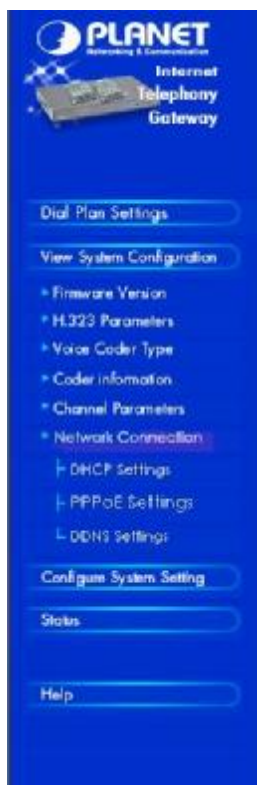 PLANET
Networking & Communication
Internet
Telephony
Gateway
Dial Plan Settings
View System Configuration
Firmware Version
H.323 Parameters
Voice Coder Type
Coder information
Channel Parameters
Network Connection
DHCP Settings
PPPoE Settings
DDNS Settings
Configure System Setting
Status
Help